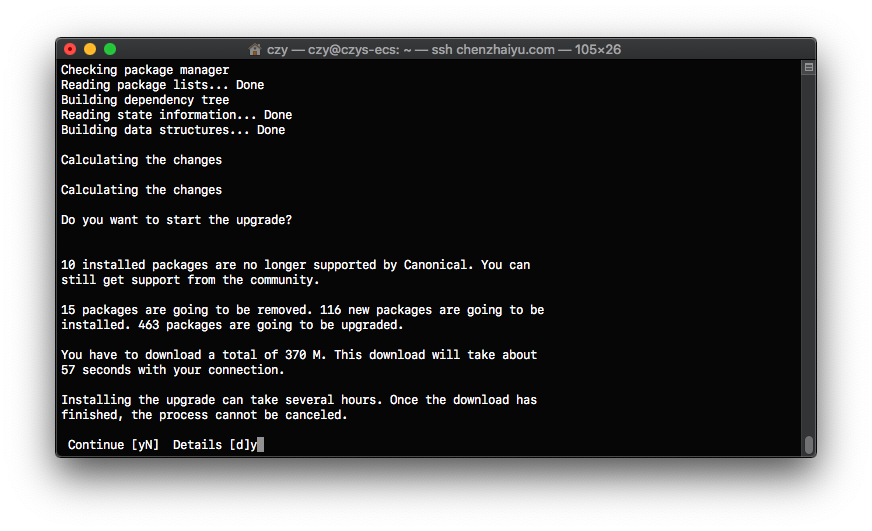 czy — czy@czys-ecs: ~ — ssh chenzhaiyu.com — 105×26
Checking package manager
Reading package lists... Done
Building dependency tree
Reading state information... Done
Building data structures... Done
Calculating the changes
Calculating the changes
Do you want to start the upgrade?
10 installed packages are no longer supported by Canonical. You can
still get support from the community.
15 packages are going to be removed. 116 new packages are going to be
installed. 463 packages are going to be upgraded.
You have to download a total of 370 M. This download will take about
57 seconds with your connection.
Installing the upgrade can take several hours. Once the download has
finished, the process cannot be canceled.
Continue [yN]  Details [d]y